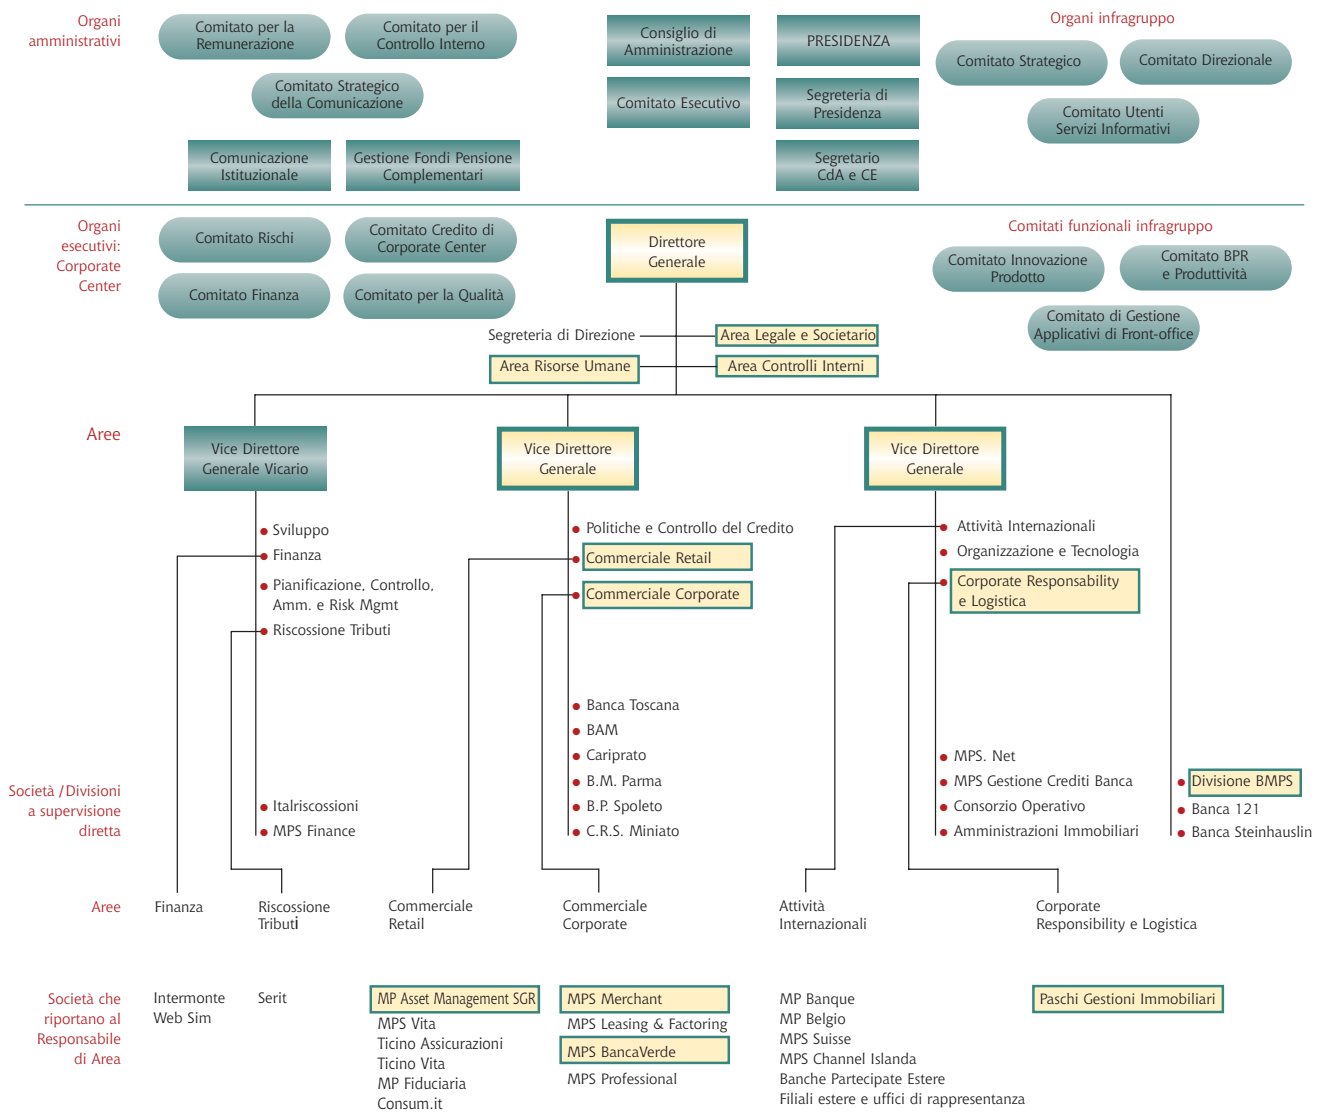 Organi
amministrativi
Comitato per la
Remunerazione
Comitato per il
Controllo Interno
Comitato Strategico
della Comunicazione
Comunicazione
Istituzionale
Gestione Fondi Pensione
Complementari
Consiglio di
Amministrazione
PRESIDENZA
Comitato Esecutivo
Segreteria di
Presidenza
Segretario
CdA e CE
Organi infragruppo
Comitato Strategico
Comitato Direzionale
Comitato Utenti
Servizi Informativi
Organi
esecutivi:
Corporate
Center
Comitato Rischi
Comitato Credito di
Corporate Center
Comitato Finanza
Comitato per la Qualità
Direttore
Generale
Comitati funzionali infragruppo
Comitato Innovazione
Prodotto
Comitato BPR
e Produttività
Comitato di Gestione
Applicativi di Front-office
Segreteria di Direzione
Area Legale e Societario
Area Risorse Umane
Area Controlli Interni
Aree
Vice Direttore
Generale Vicario
Vice Direttore
Generale
Vice Direttore
Generale
Sviluppo
Finanza
Pianificazione, Controllo,
Amm. e Risk Mgmt
Riscossione Tributi
Politiche e Controllo del Credito
Commerciale Retail
Commerciale Corporate
Attività Internazionali
Organizzazione e Tecnologia
Corporate Responsability
e Logistica
Società /Divisioni
a supervisione
diretta
Italriscossioni
MPS Finance
Banca Toscana
BAM
Cariprato
B.M. Parma
B.P. Spoleto
C.R.S. Miniato
MPS. Net
MPS Gestione Crediti Banca
Consorzio Operativo
Amministrazioni Immobiliari
Divisione BMPS
Banca 121
Banca Steinhauslin
Aree
Finanza
Riscossione
Tributi
Commerciale
Retail
Commerciale
Corporate
Attività
Internazionali
Corporate
Responsibility e Logistica
Società che
riportano al
Responsabile
di Area
Intermonte
Web Sim
Serit
MP Asset Management SGR
MPS Vita
Ticino Assicurazioni
Ticino Vita
MP Fiduciaria
Consum.it
MPS Merchant
MPS Leasing & Factoring
MPS BancaVerde
MPS Professional
MP Banque
MP Belgio
MPS Suisse
MPS Channel Islanda
Banche Partecipate Estere
Filiali estere e uffici di rappresentanza
Paschi Gestioni Immobiliari